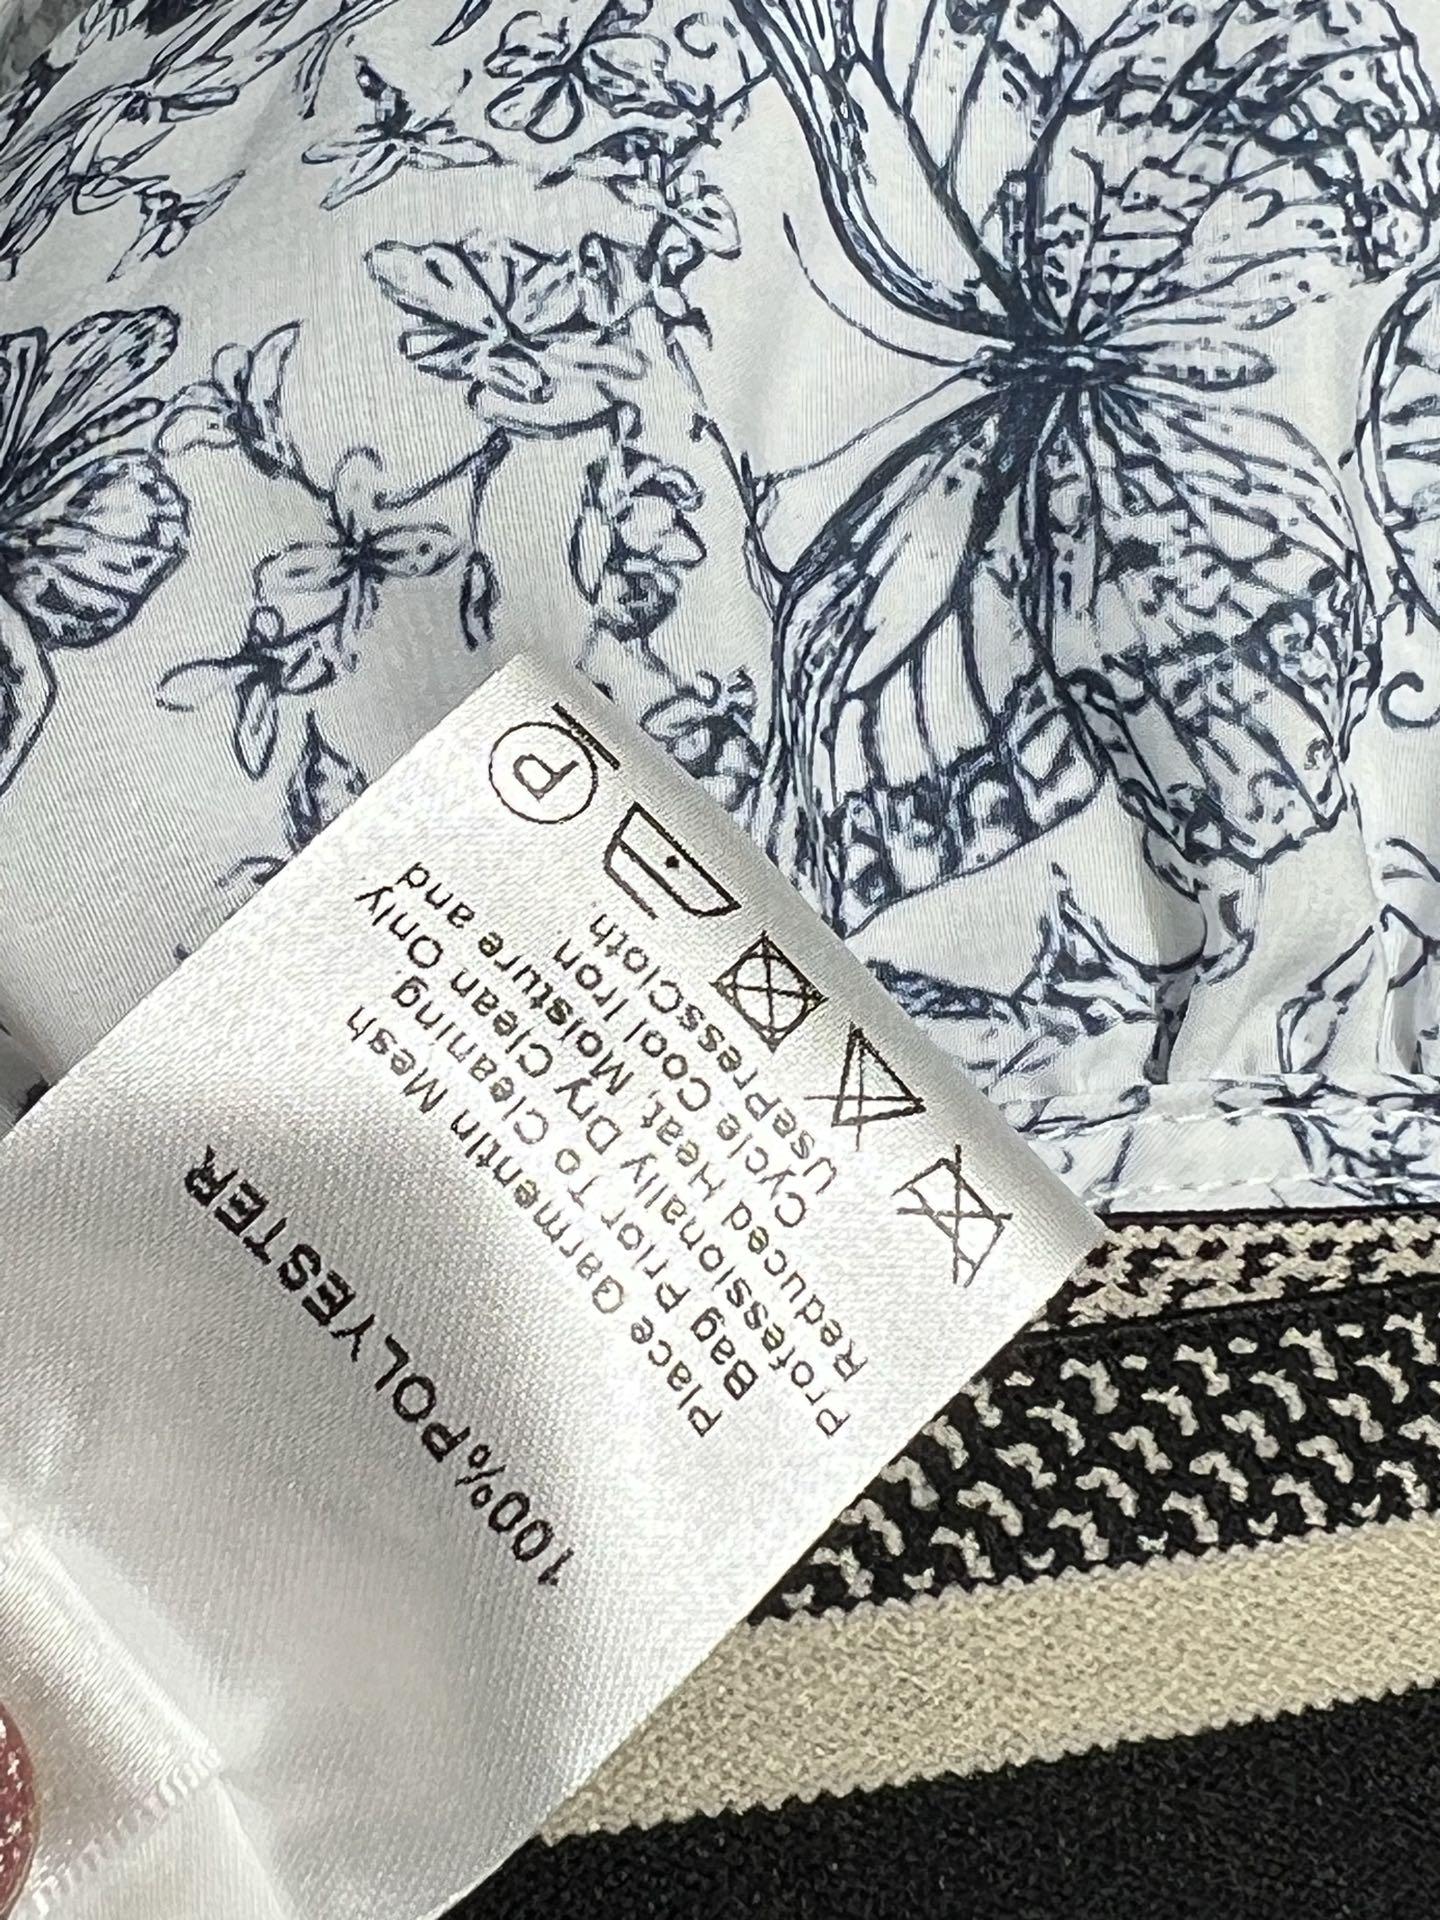 100%POLYESTER
Place GarmentIn Mesh
Bag Prior To Cleaning.
Professionally Dry Clean Only
Reduced Heat, Moisture and
Cycle.Cool Iron.
UsePressCloth.
P